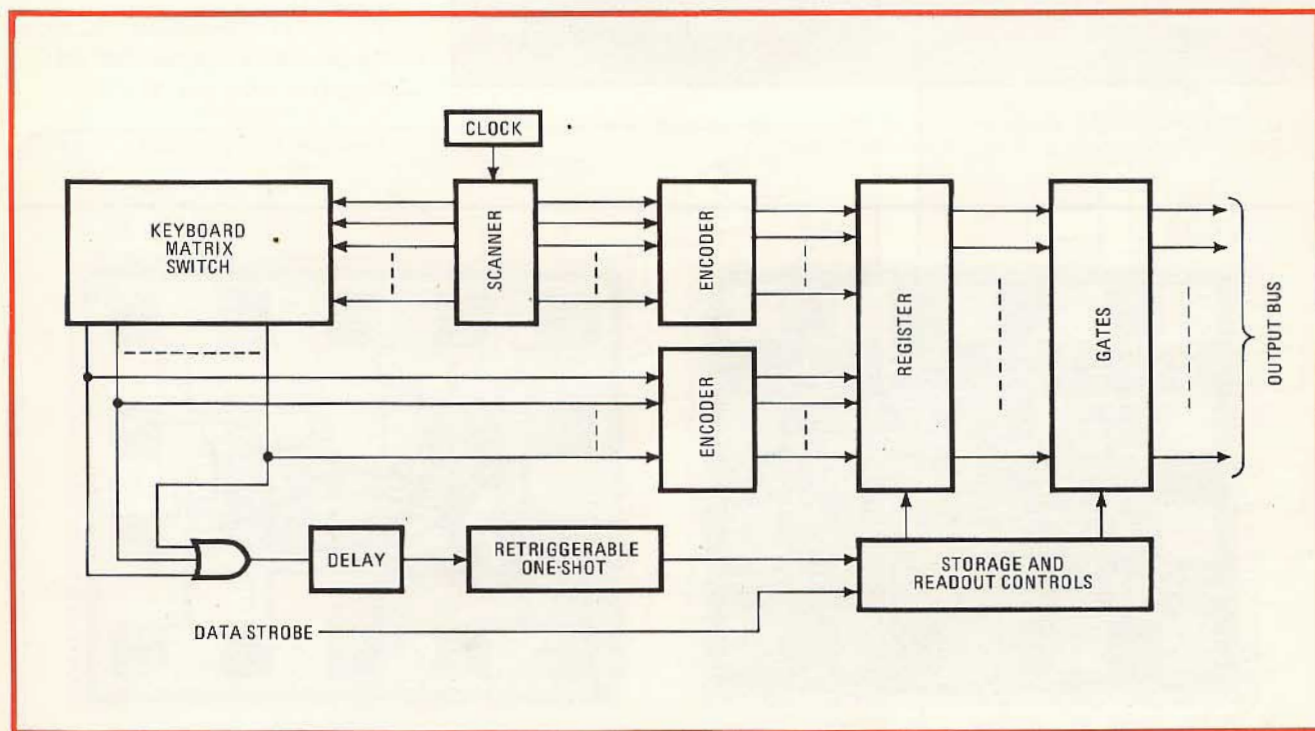 CLOCK
KEYBOARD
MATRIX
SWITCH
SCANNER
ENCODER
REGISTER
GATES
OUTPUT BUS
ENCODER
DELAY
RETRIGGERABLE
ONE-SHOT
STORAGE AND
READOUT CONTROLS
DATA STROBE